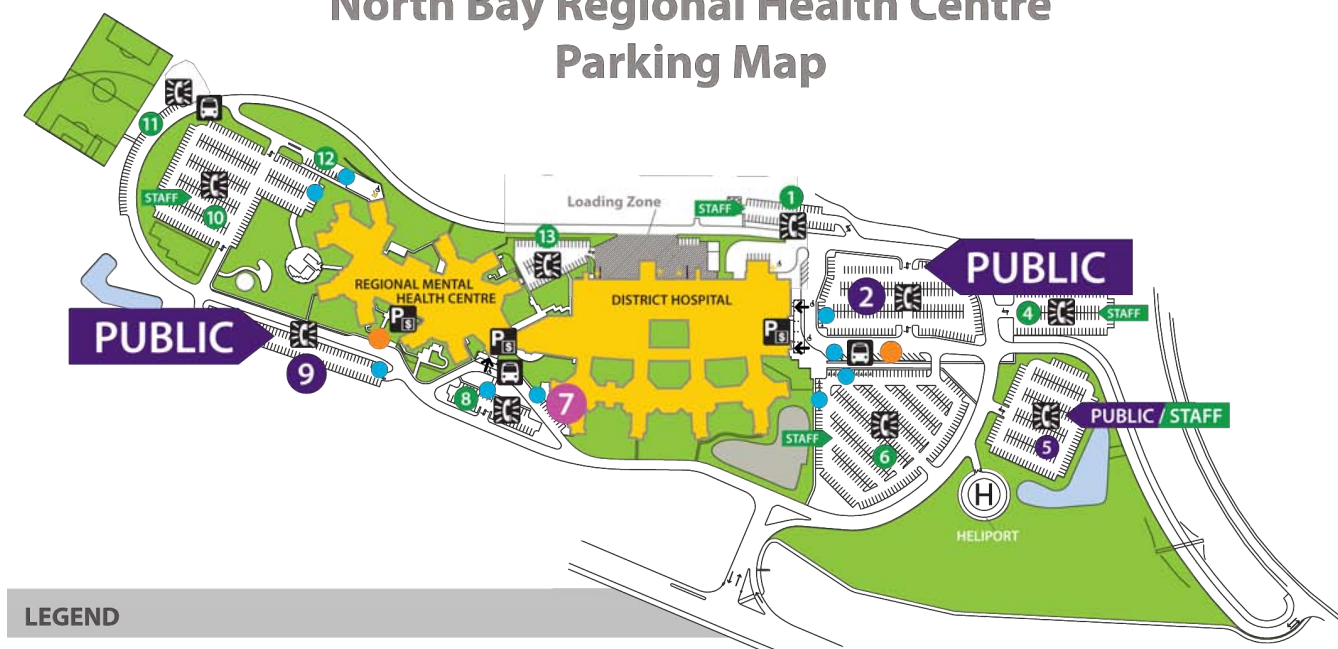 North Bay Regional Health Centre
Parking Map
11
12
STAFF
10
Loading Zone
STAFF
1
13
REGIONAL MENTAL
HEALTH CENTRE
DISTRICT HOSPITAL
PUBLIC
2
4
STAFF
PUBLIC
9
P$
P$
P$
8
7
STAFF
6
PUBLIC / STAFF
5
H
HELIPORT
LEGEND